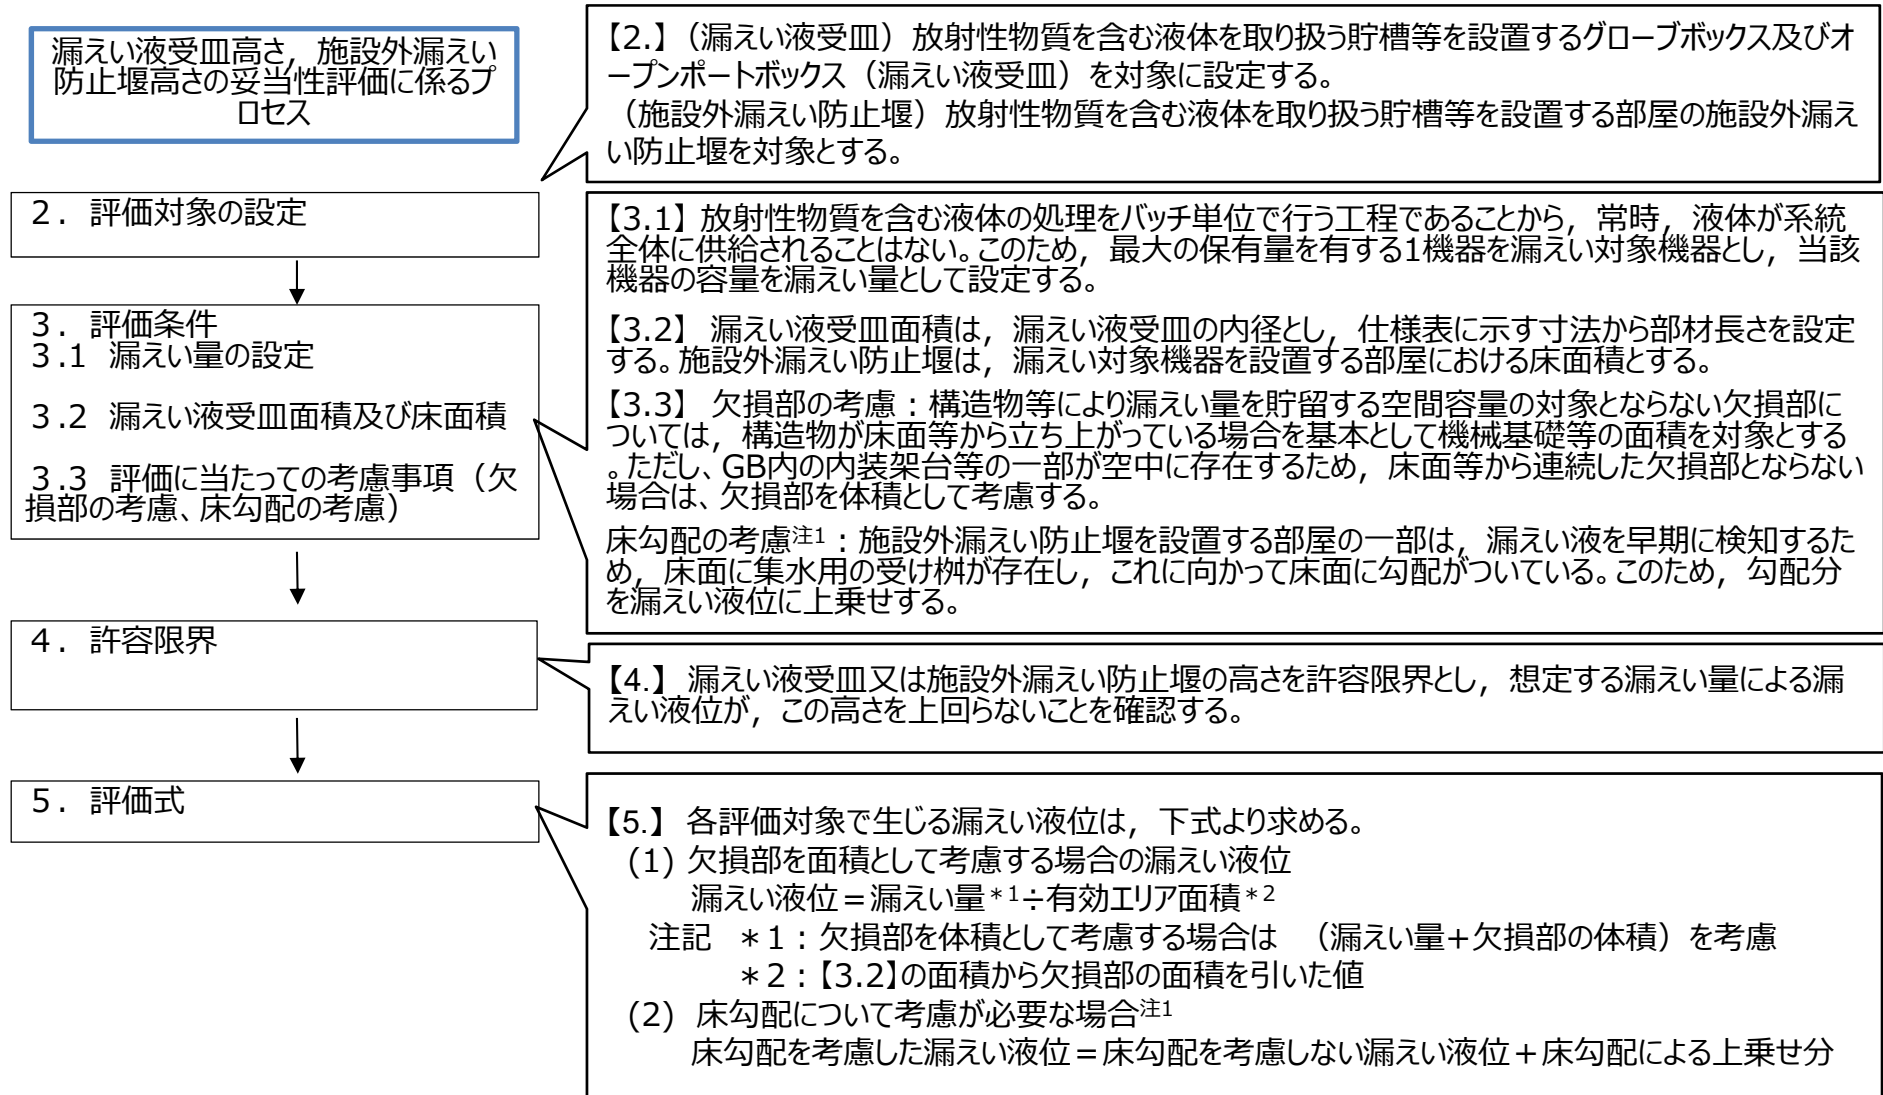 漏えい液受皿高さ，施設外漏えい
防止堰高さの妥当性評価に係るプ
ロセス
【2.】（漏えい液受皿）放射性物質を含む液体を取り扱う貯槽等を設置するグローブボックス及びオ
ープンポートボックス（漏えい液受皿）を対象に設定する。
（施設外漏えい防止堰）放射性物質を含む液体を取り扱う貯槽等を設置する部屋の施設外漏え
い防止堰を対象とする。
２．評価対象の設定
【3.1】放射性物質を含む液体の処理をバッチ単位で行う工程であることから，常時，液体が系統
全体に供給されることはない。このため，最大の保有量を有する1機器を漏えい対象機器とし，当該
機器の容量を漏えい量として設定する。
【3.2】 漏えい液受皿面積は，漏えい液受皿の内径とし，仕様表に示す寸法から部材長さを設定
する。施設外漏えい防止堰は，漏えい対象機器を設置する部屋における床面積とする。
【3.3】 欠損部の考慮：構造物等により漏えい量を貯留する空間容量の対象とならない欠損部に
ついては，構造物が床面等から立ち上がっている場合を基本として機械基礎等の面積を対象とする
。ただし、GB内の内装架台等の一部が空中に存在するため，床面等から連続した欠損部とならない
場合は、欠損部を体積として考慮する。
床勾配の考慮注1：施設外漏えい防止堰を設置する部屋の一部は，漏えい液を早期に検知するた
め，床面に集水用の受け桝が存在し，これに向かって床面に勾配がついている。このため，勾配分
を漏えい液位に上乗せする。
３．評価条件
３.1 漏えい量の設定
３.２ 漏えい液受皿面積及び床面積
３.３ 評価に当たっての考慮事項（欠
損部の考慮、床勾配の考慮）
４．許容限界
【4.】 漏えい液受皿又は施設外漏えい防止堰の高さを許容限界とし，想定する漏えい量による漏
えい液位が，この高さを上回らないことを確認する。
５．評価式
【5.】 各評価対象で生じる漏えい液位は，下式より求める。
(1) 欠損部を面積として考慮する場合の漏えい液位
漏えい液位＝漏えい量＊1÷有効エリア面積＊2
注記 ＊１：欠損部を体積として考慮する場合は （漏えい量+欠損部の体積）を考慮
＊２：【3.2】の面積から欠損部の面積を引いた値
(2) 床勾配について考慮が必要な場合注1
床勾配を考慮した漏えい液位＝床勾配を考慮しない漏えい液位＋床勾配による上乗せ分